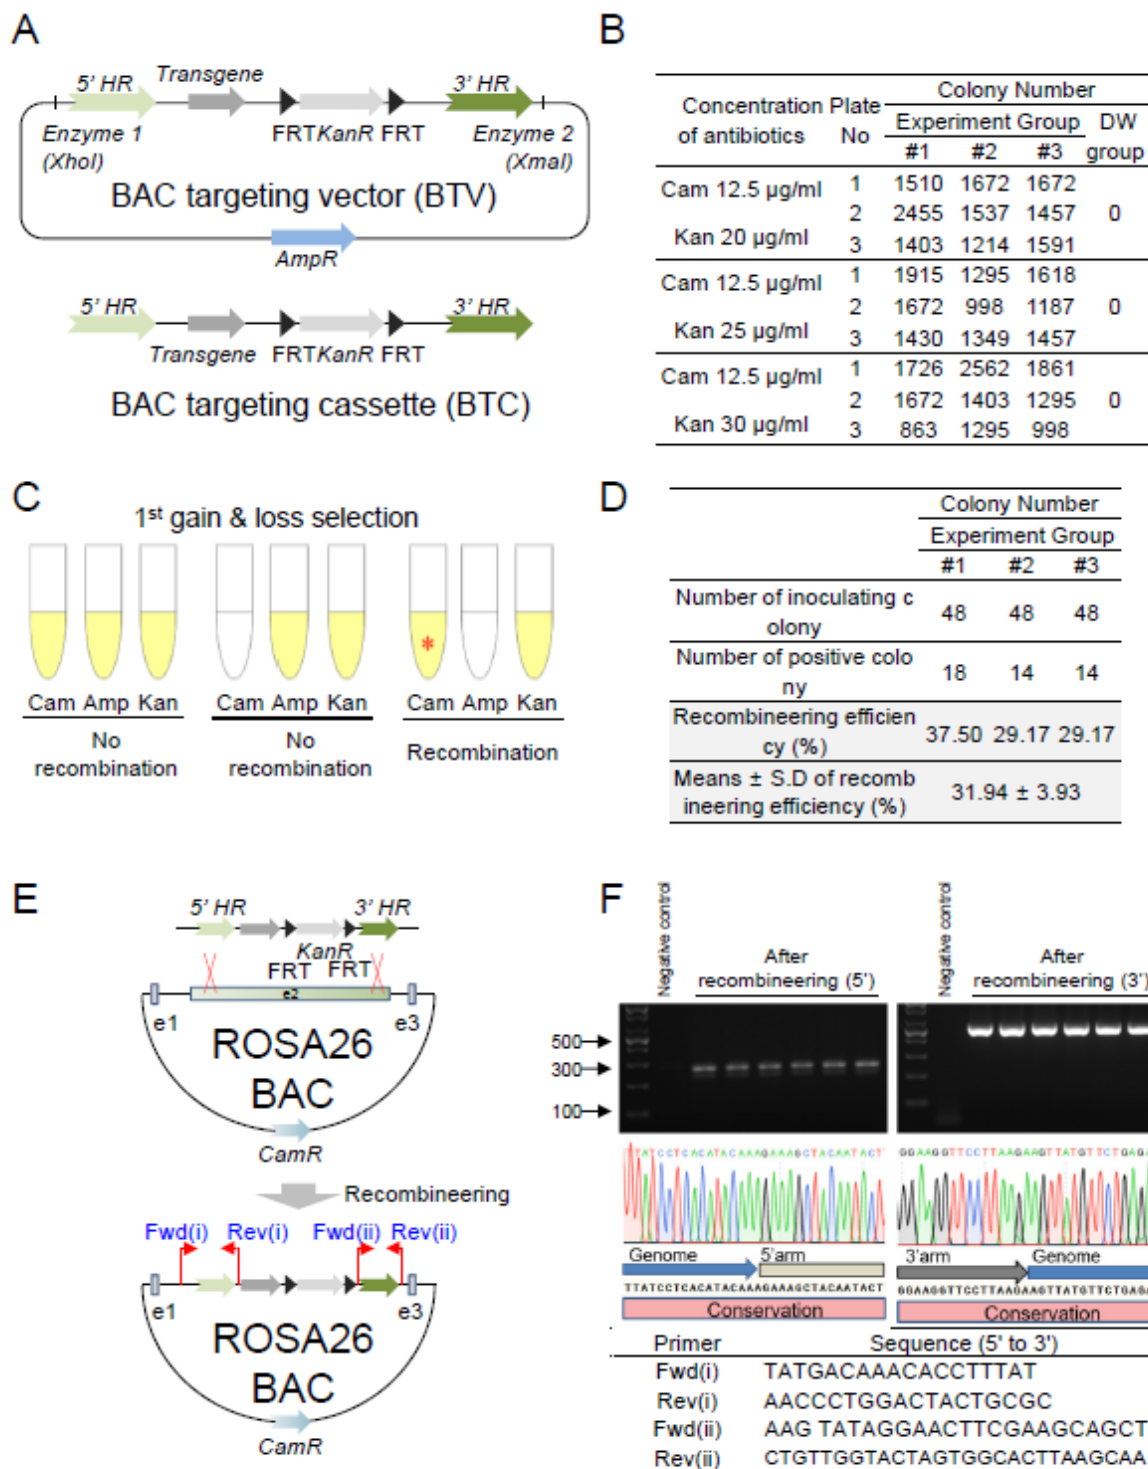 A
5' HR
Transgene
3' HR
Enzyme 1
(XhoI)
FRT KanR FRT
Enzyme 2
(XmaI)
BAC targeting vector (BTV)
AmpR
5' HR
3' HR
Transgene
FRT KanR FRT
BAC targeting cassette (BTC)
B
Concentration of antibiotics Plate No Colony Number
Experiment Group DW group
#1 #2 #3
Cam 12.5 µg/ml 1 1510 1672 1672
2 2455 1537 1457 0
Kan 20 µg/ml 3 1403 1214 1591
Cam 12.5 µg/ml 1 1915 1295 1618
2 1672 998 1187 0
Kan 25 µg/ml 3 1430 1349 1457
Cam 12.5 µg/ml 1 1726 2562 1861
2 1672 1403 1295 0
Kan 30 µg/ml 3 863 1295 998
C
1st gain & loss selection
*
Cam Amp Kan
No
recombination
Cam Amp Kan
No
recombination
Cam Amp Kan
Recombination
D
Colony Number
Experiment Group
#1 #2 #3
Number of inoculating c
olony 48 48 48
Number of positive colo
ny 18 14 14
Recombineering efficien
cy (%) 37.50 29.17 29.17
Means ± S.D of recomb
ineering efficiency (%) 31.94 ± 3.93
E
5' HR
3' HR
KanR
FRT FRT
e2
e1
e3
ROSA26
BAC
CamR
Recombineering
Fwd(i) Rev(i) Fwd(ii) Rev(ii)
e1
e3
ROSA26
BAC
CamR
F
Negative control
After
recombineering (5')
Negative control
After
recombineering (3')
500
300
100
TATCCTCACATACAAAGAAAGCTACAATACT
GGAAGGTTCCTTAAGAAGTTATGTTCTGAGA
Genome
5'arm
3'arm
Genome
TTATCCTCACATACAAAGAAAGCTACAATACT
GGAAGGTTCCTTAAGAAGTTATGTTCTGAGA
Conservation
Conservation
Primer Sequence (5' to 3')
Fwd(i) TATGACAAACACCTTTAT
Rev(i) AACCCTGGACTACTGCGC
Fwd(ii) AAG TATAGGAACTTCGAAGCAGCT
Rev(ii) CTGTTGGTACTAGTGGCACTTAAGCAA